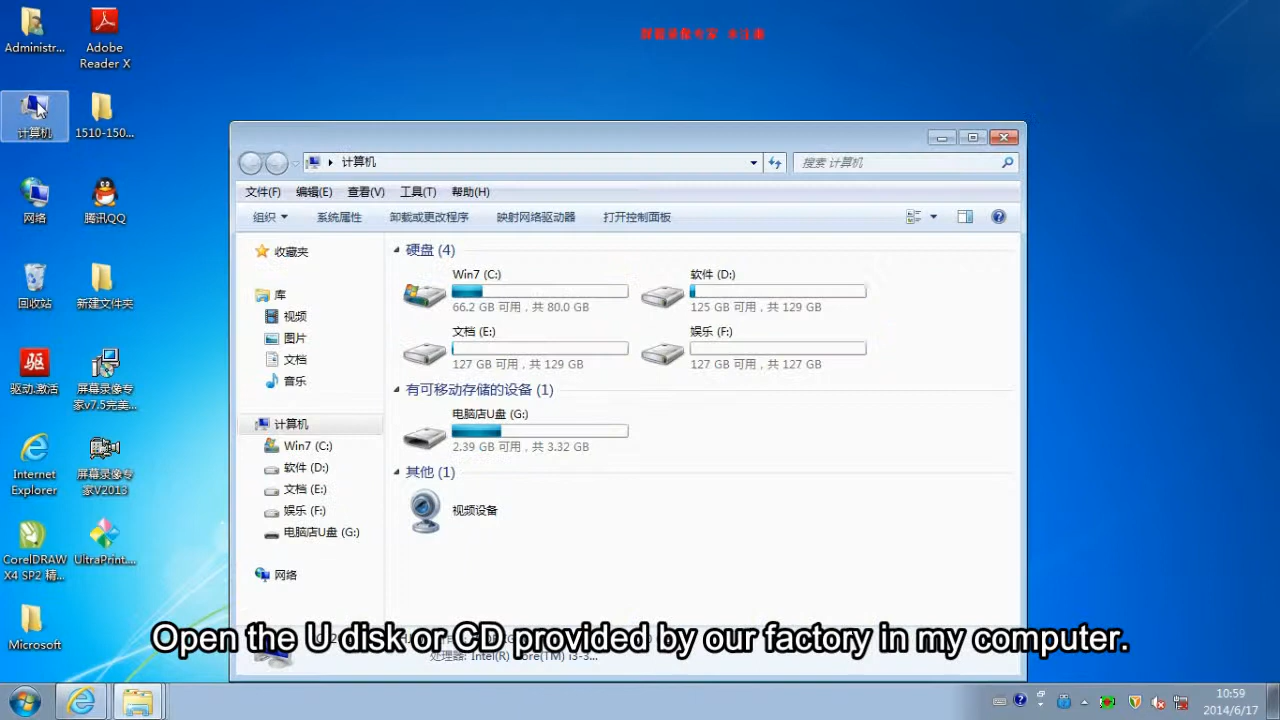 屏幕录像专家 未注册
Administr...
Adobe
Reader X
计算机
1510-150...
网络
腾讯QQ
回收站
新建文件夹
驱动激活
屏幕录像专
家v7.5完美...
Internet
Explorer
屏幕录像专
家V2013
CorelDRAW
X4 SP2 精...
UltraPrint...
Microsoft
计算机
搜索 计算机
文件(F) 编辑(E) 查看(V) 工具(T) 帮助(H)
组织 系统属性 卸载或更改程序 映射网络驱动器 打开控制面板
收藏夹
库
视频
图片
文档
音乐
计算机
Win7 (C:)
软件 (D:)
文档 (E:)
娱乐 (F:)
电脑店U盘 (G:)
网络
硬盘 (4)
Win7 (C:)
66.2 GB 可用，共 80.0 GB
软件 (D:)
125 GB 可用，共 129 GB
文档 (E:)
127 GB 可用，共 129 GB
娱乐 (F:)
127 GB 可用，共 127 GB
有可移动存储的设备 (1)
电脑店U盘 (G:)
2.39 GB 可用，共 3.32 GB
其他 (1)
视频设备
Open the U disk or CD provided by our factory in my computer.
处理器: Intel(R) Core(TM) i3-3...
10:59
2014/6/17